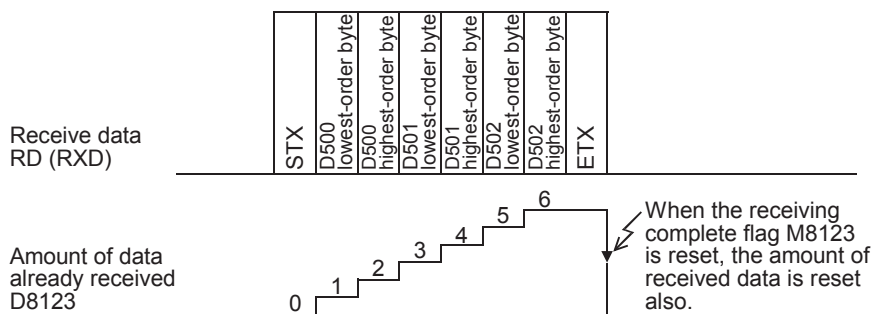 STX
D500
lowest-order byte
D500
highest-order byte
D501
lowest-order byte
D501
highest-order byte
D502
lowest-order byte
D502
highest-order byte
ETX
Receive data
RD (RXD)
Amount of data
already received
D8123
0
1
2
3
4
5
6
When the receiving
complete flag M8123
is reset, the amount of
received data is reset
also.